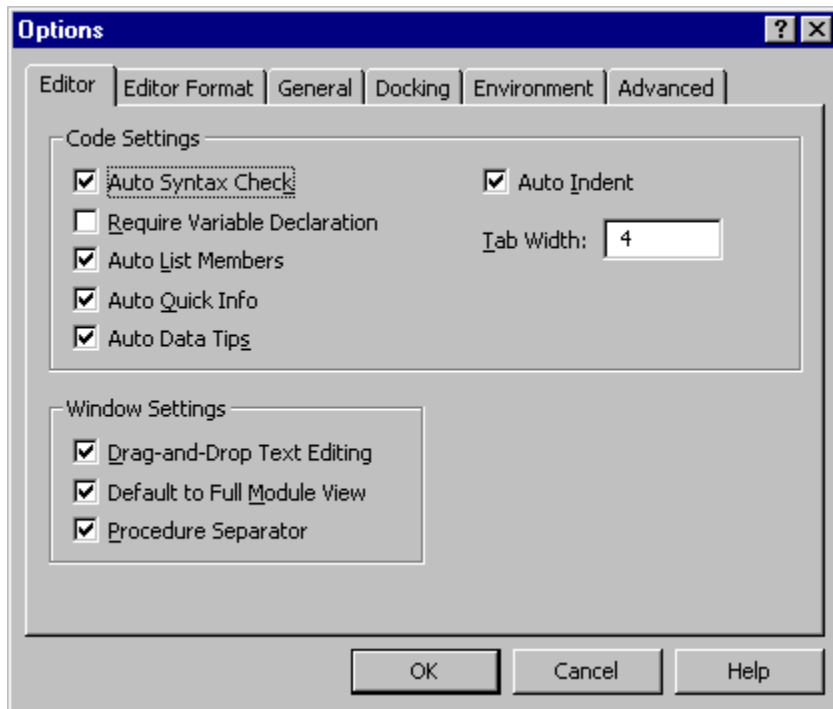 Options
Editor Editor Format General Docking Environment Advanced
Code Settings
Auto Syntax Check
Auto Indent
Require Variable Declaration
Tab Width: 4
Auto List Members
Auto Quick Info
Auto Data Tips
Window Settings
Drag-and-Drop Text Editing
Default to Full Module View
Procedure Separator
OK Cancel Help